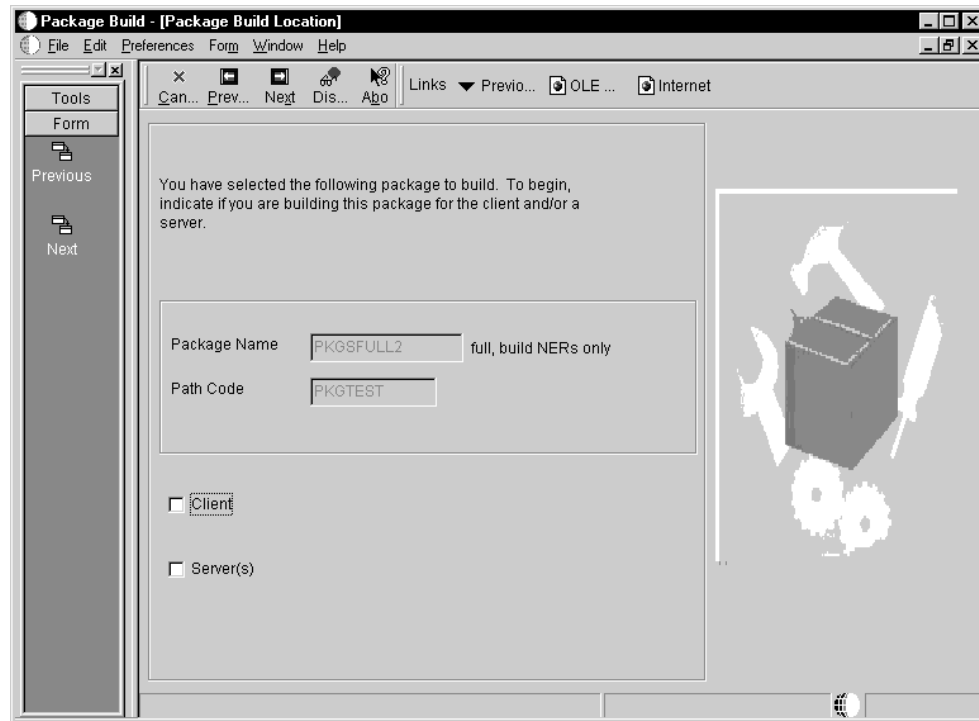 Package Build - [Package Build Location]
File Edit Preferences Form Window Help
Tools
Form
Previous
Next
Can... Prev... Next Dis... Abo Links Previo... OLE ... Internet
You have selected the following package to build. To begin,
indicate if you are building this package for the client and/or a
server.
Package Name PKGSFULL2 full, build NERs only
Path Code PKGTEST
Client
Server(s)